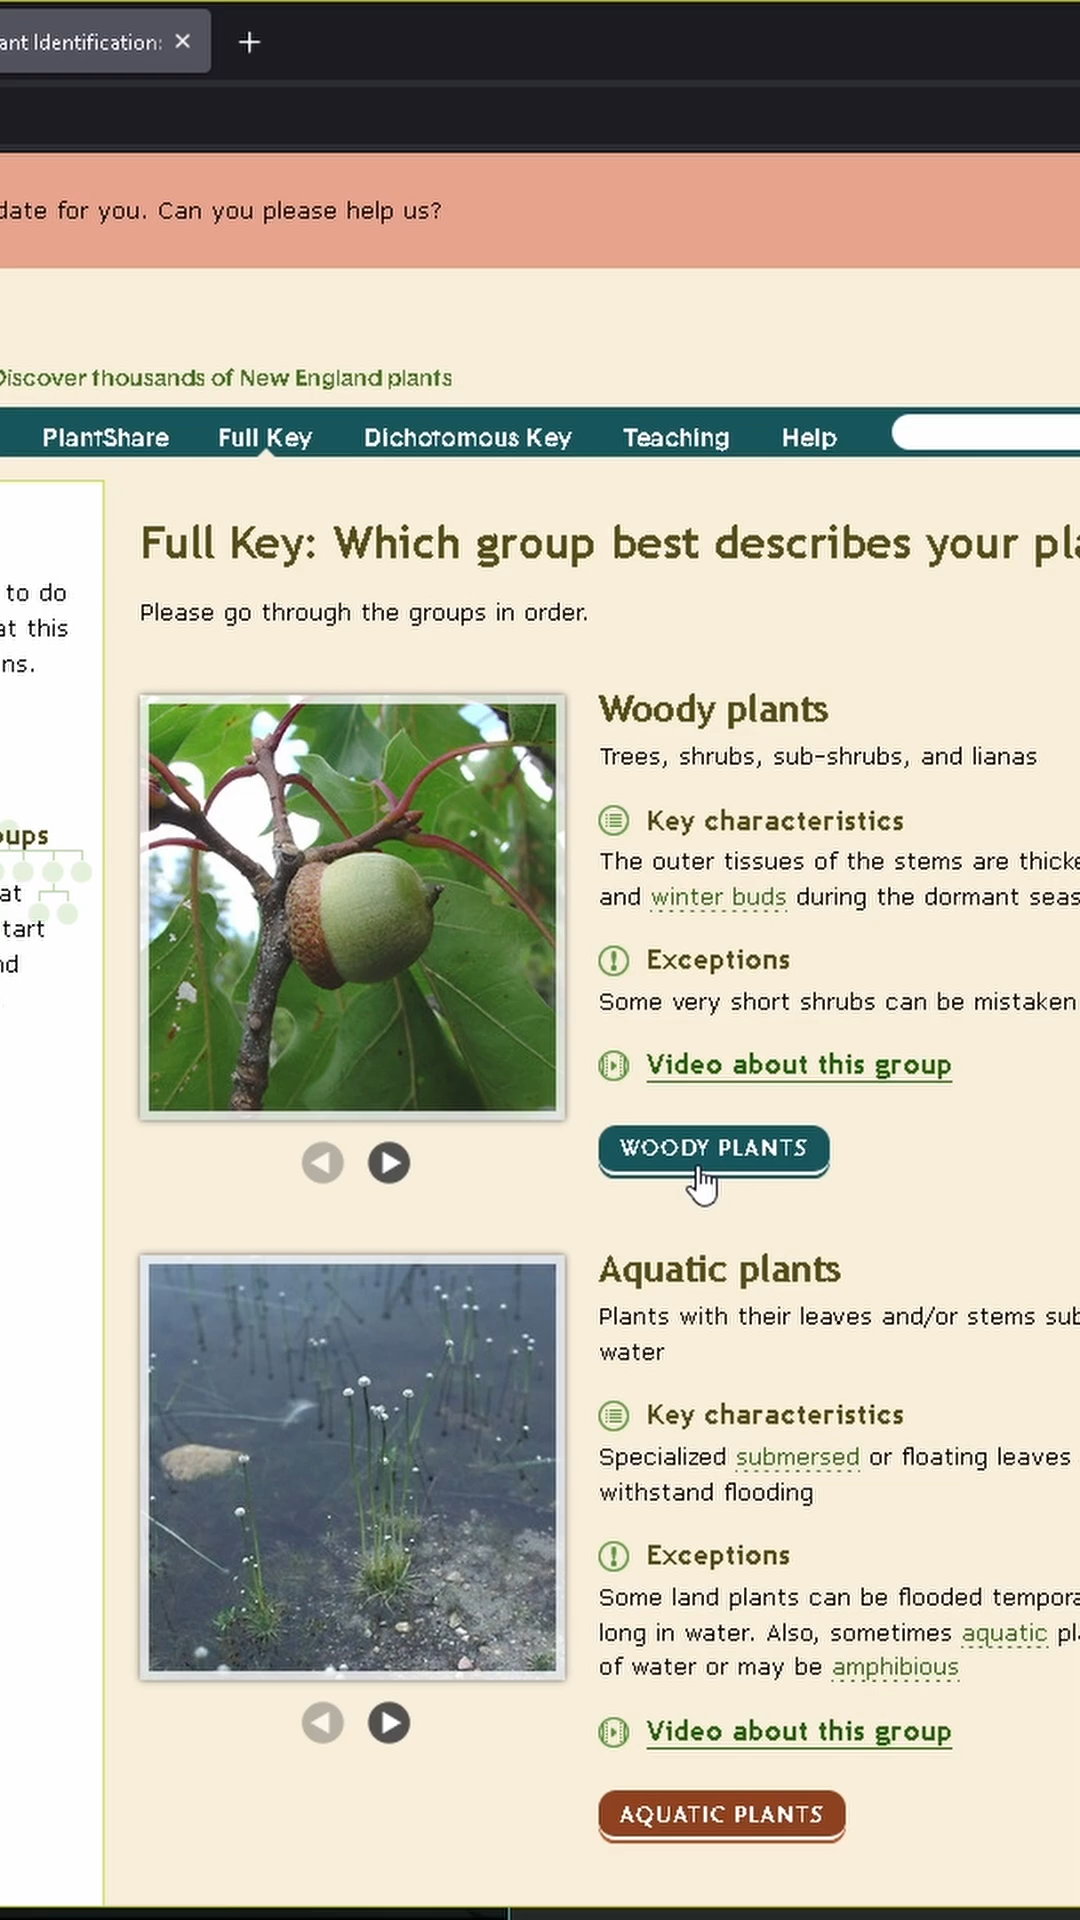 ant Identification:
date for you. Can you please help us?
Discover thousands of New England plants
PlantShare Full Key Dichotomous Key Teaching Help
to do
at this
ns.
oups
at
tart
nd
Full Key: Which group best describes your pla
Please go through the groups in order.
Woody plants
Trees, shrubs, sub-shrubs, and lianas
Key characteristics
The outer tissues of the stems are thicke
and winter buds during the dormant seas
Exceptions
Some very short shrubs can be mistaken
Video about this group
WOODY PLANTS
Aquatic plants
Plants with their leaves and/or stems sub
water
Key characteristics
Specialized submersed or floating leaves
withstand flooding
Exceptions
Some land plants can be flooded tempora
long in water. Also, sometimes aquatic pla
of water or may be amphibious
Video about this group
AQUATIC PLANTS